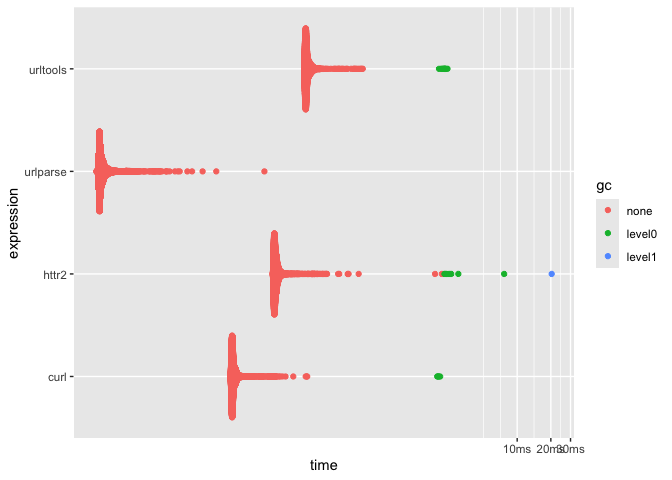 urltools
urlparse
httr2
curl
expression
time
10ms 20ms 30ms
gc
none
level0
level1